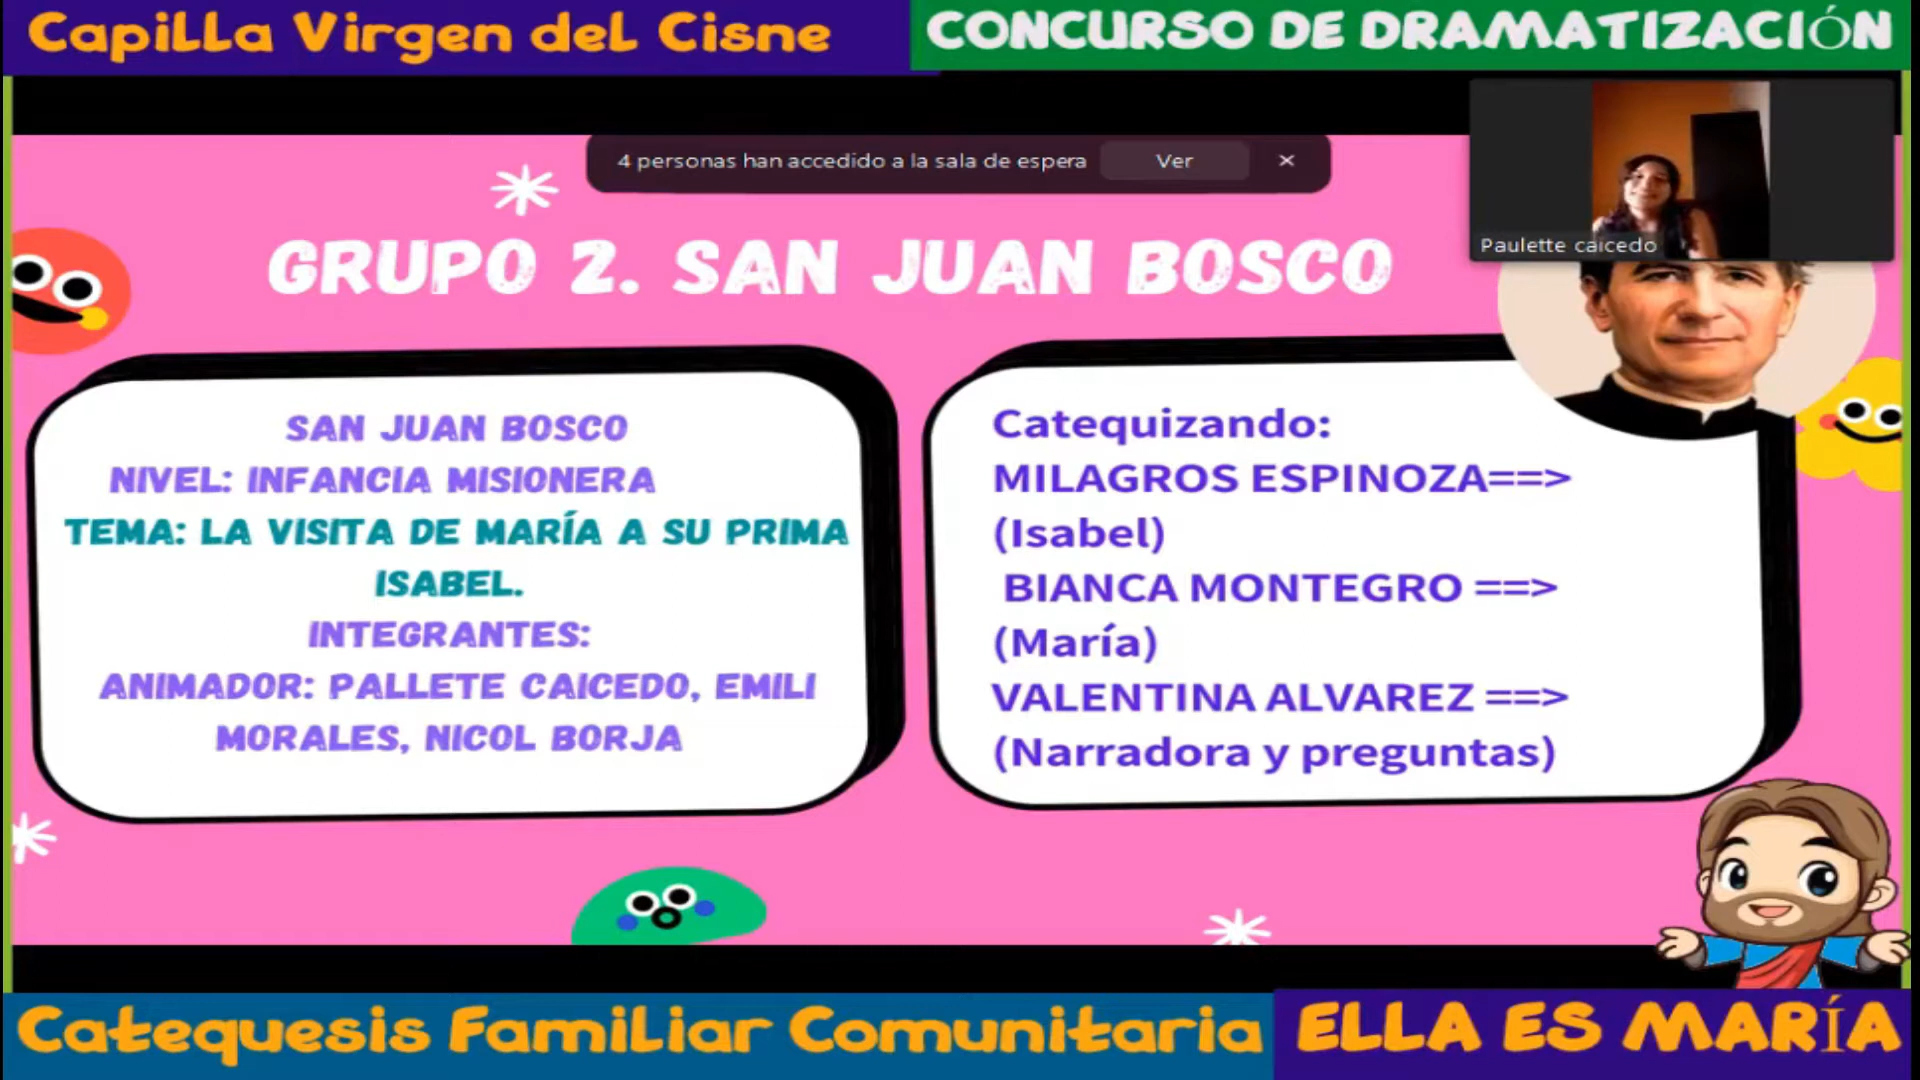 Capilla Virgen del Cisne
CONCURSO DE DRAMATIZACIÓN
4 personas han accedido a la sala de espera
Ver
Paulette caicedo
GRUPO 2. SAN JUAN BOSCO
SAN JUAN BOSCO
NIVEL: INFANCIA MISIONERA
TEMA: LA VISITA DE MARÍA A SU PRIMA
ISABEL.
INTEGRANTES:
ANIMADOR: PALLETE CAICEDO, EMILI
MORALES, NICOL BORJA
Catequizando:
MILAGROS ESPINOZA==>
(Isabel)
BIANCA MONTEGRO ==>
(María)
VALENTINA ALVAREZ ==>
(Narradora y preguntas)
Catequesis Familiar Comunitaria
ELLA ES MARÍA